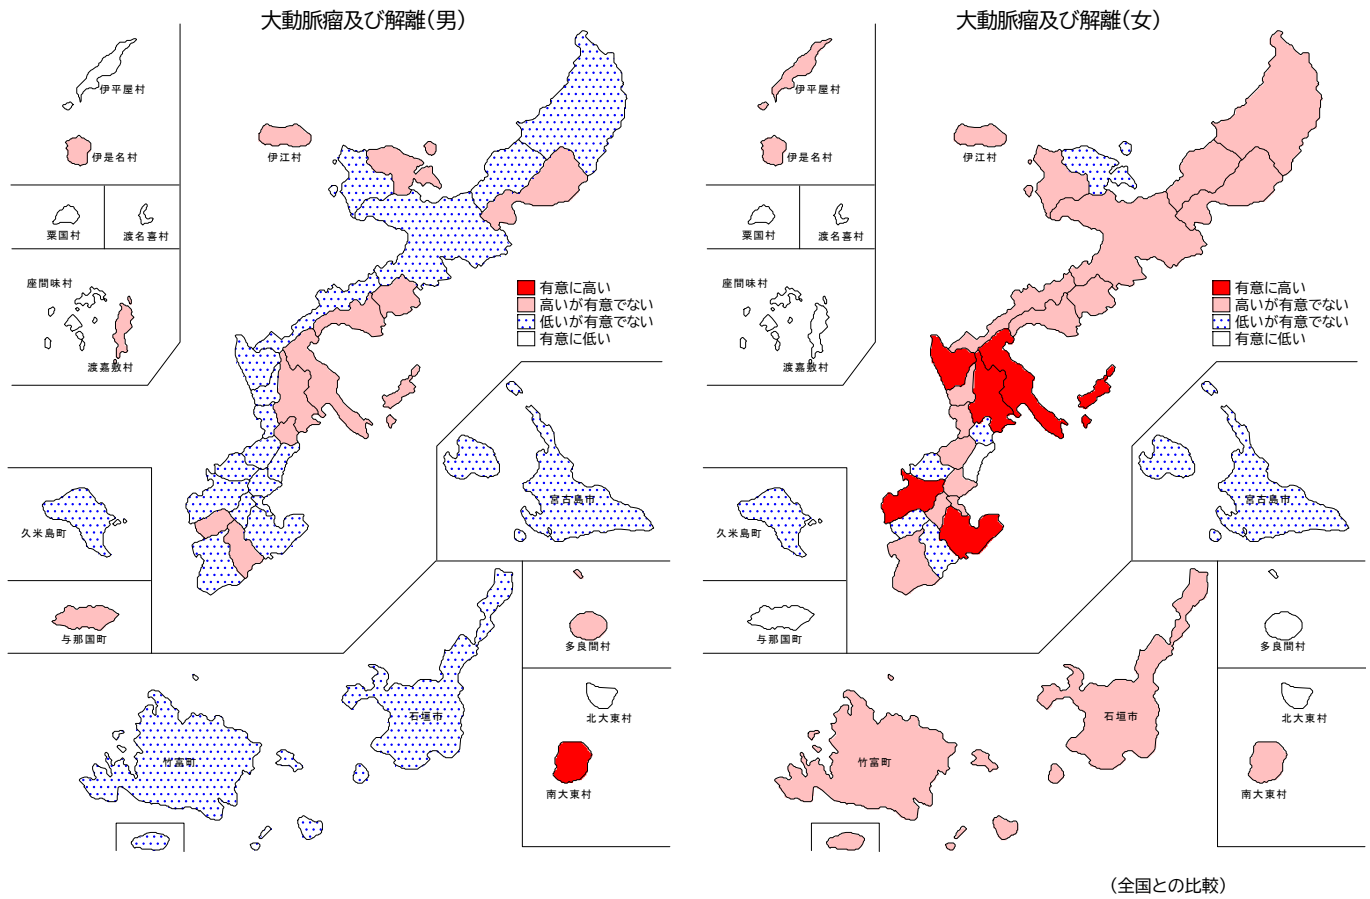 大動脈瘤及び解離(男)
伊平屋村
伊是名村
伊江村
粟国村
渡名喜村
座間味村
渡嘉敷村
有意に高い
高いが有意でない
低いが有意でない
有意に低い
久米島町
宮古島市
与那国町
多良間村
石垣市
北大東村
竹富町
南大東村
大動脈瘤及び解離(女)
伊平屋村
伊是名村
伊江村
粟国村
渡名喜村
座間味村
渡嘉敷村
有意に高い
高いが有意でない
低いが有意でない
有意に低い
久米島町
宮古島市
与那国町
多良間村
石垣市
北大東村
竹富町
南大東村
(全国との比較)